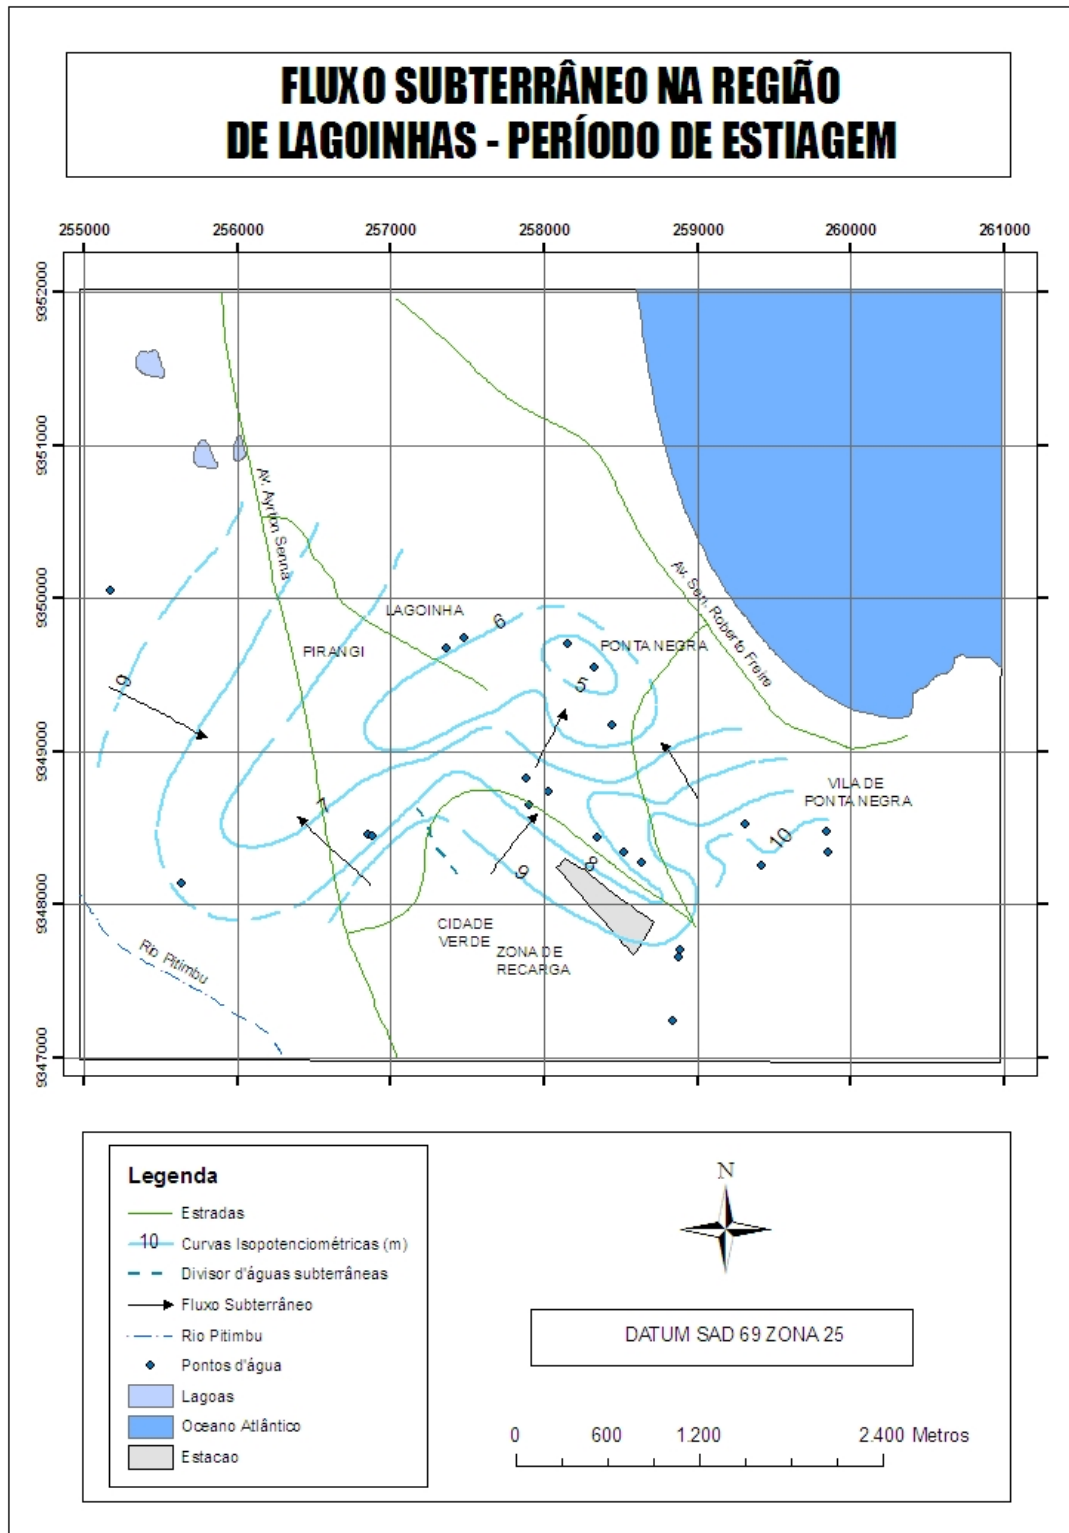 FLUXO SUBTERRÂNEO NA REGIÃO
DE LAGOINHAS - PERÍODO DE ESTIAGEM
255000 256000 257000 258000 259000 260000 261000
9352000
9351000
9350000
9349000
9348000
9347000
Av. Ayrton Senna
Av. Sen. Roberto Freire
LAGOINHA
6
PIRANGI
PONTA NEGRA
9
5
7
VILA DE
PONTA NEGRA
10
8
9
CIDADE
VERDE
ZONA DE
RECARGA
Rio Pitimbu
Legenda
Estradas
10 Curvas Isopotenciométricas (m)
Divisor d'águas subterrâneas
Fluxo Subterrâneo
Rio Pitimbu
Pontos d'água
Lagoas
Oceano Atlântico
Estacao
N
DATUM SAD 69 ZONA 25
0 600 1.200 2.400 Metros